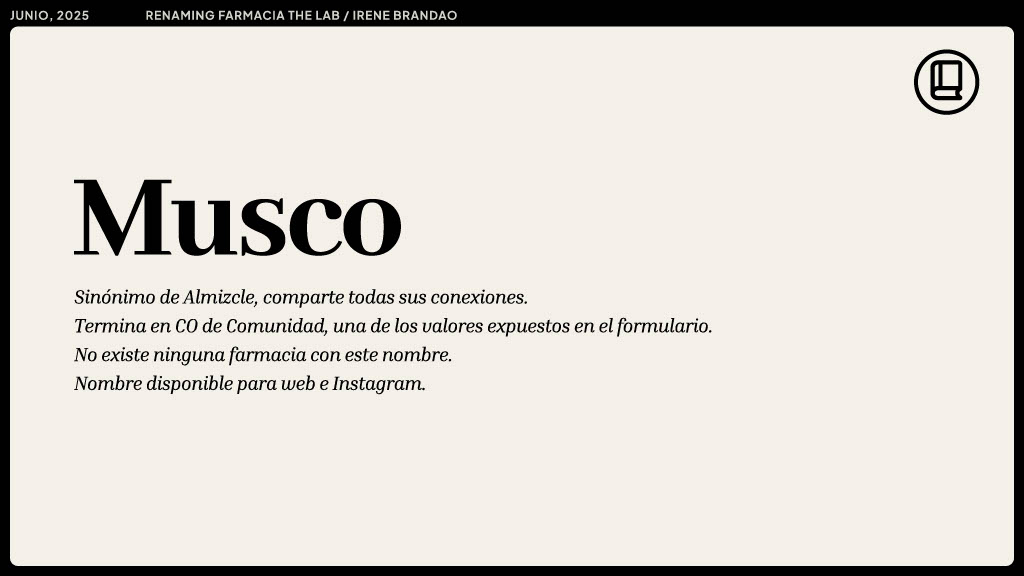 JUNIO, 2025
RENAMING FARMACIA THE LAB / IRENE BRANDAO
Musco
Sinónimo de Almizcle, comparte todas sus conexiones.
Termina en CO de Comunidad, una de los valores expuestos en el formulario.
No existe ninguna farmacia con este nombre.
Nombre disponible para web e Instagram.